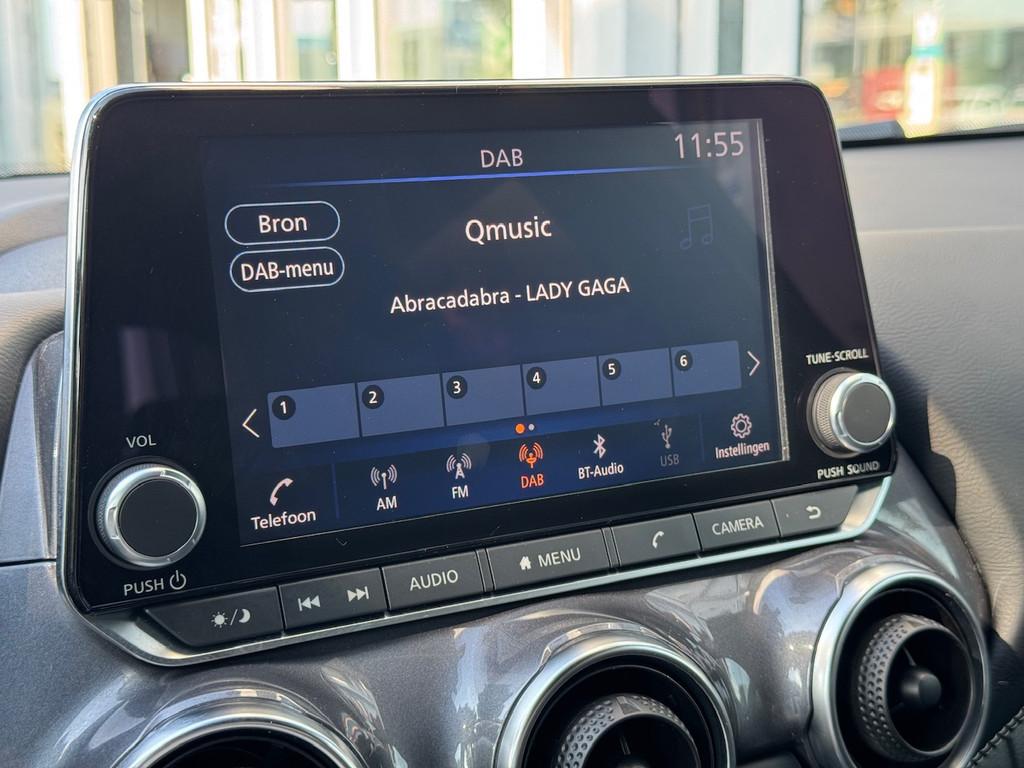 DAB
11:55
Bron
Qmusic
DAB-menu
Abracadabra - LADY GAGA
1 2 3 4 5 6
Telefoon
AM
FM
DAB
BT-Audio
USB
Instellingen
VOL
PUSH
TUNE·SCROLL
PUSH SOUND
AUDIO
MENU
CAMERA